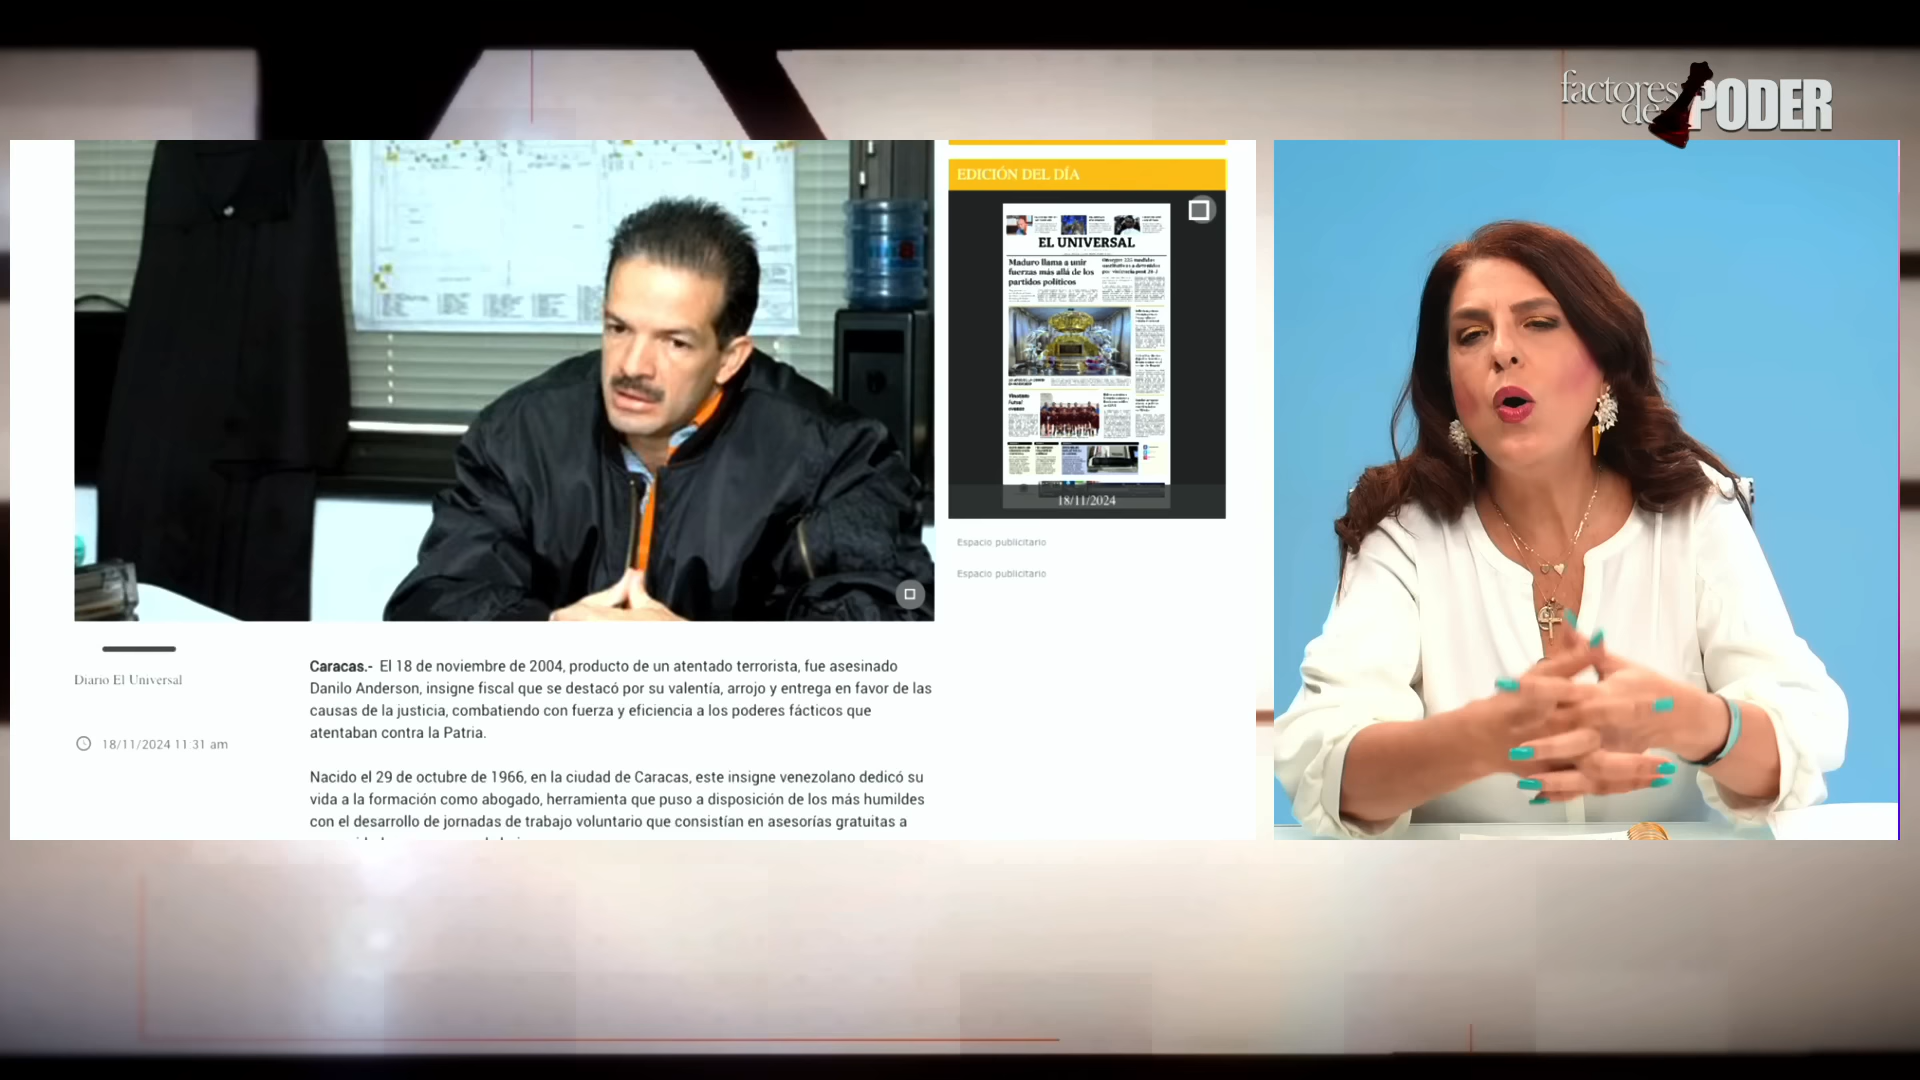 factores
de PODER
EDICIÓN DEL DÍA
EL UNIVERSAL
Maduro llama a unir
fuerzas más allá de los
partidos políticos
18/11/2024
Espacio publicitario
Espacio publicitario
Diario El Universal
18/11/2024 11:31 am
Caracas.- El 18 de noviembre de 2004, producto de un atentado terrorista, fue asesinado
Danilo Anderson, insigne fiscal que se destacó por su valentía, arrojo y entrega en favor de las
causas de la justicia, combatiendo con fuerza y eficiencia a los poderes fácticos que
atentaban contra la Patria.
Nacido el 29 de octubre de 1966, en la ciudad de Caracas, este insigne venezolano dedicó su
vida a la formación como abogado, herramienta que puso a disposición de los más humildes
con el desarrollo de jornadas de trabajo voluntario que consistían en asesorías gratuitas a